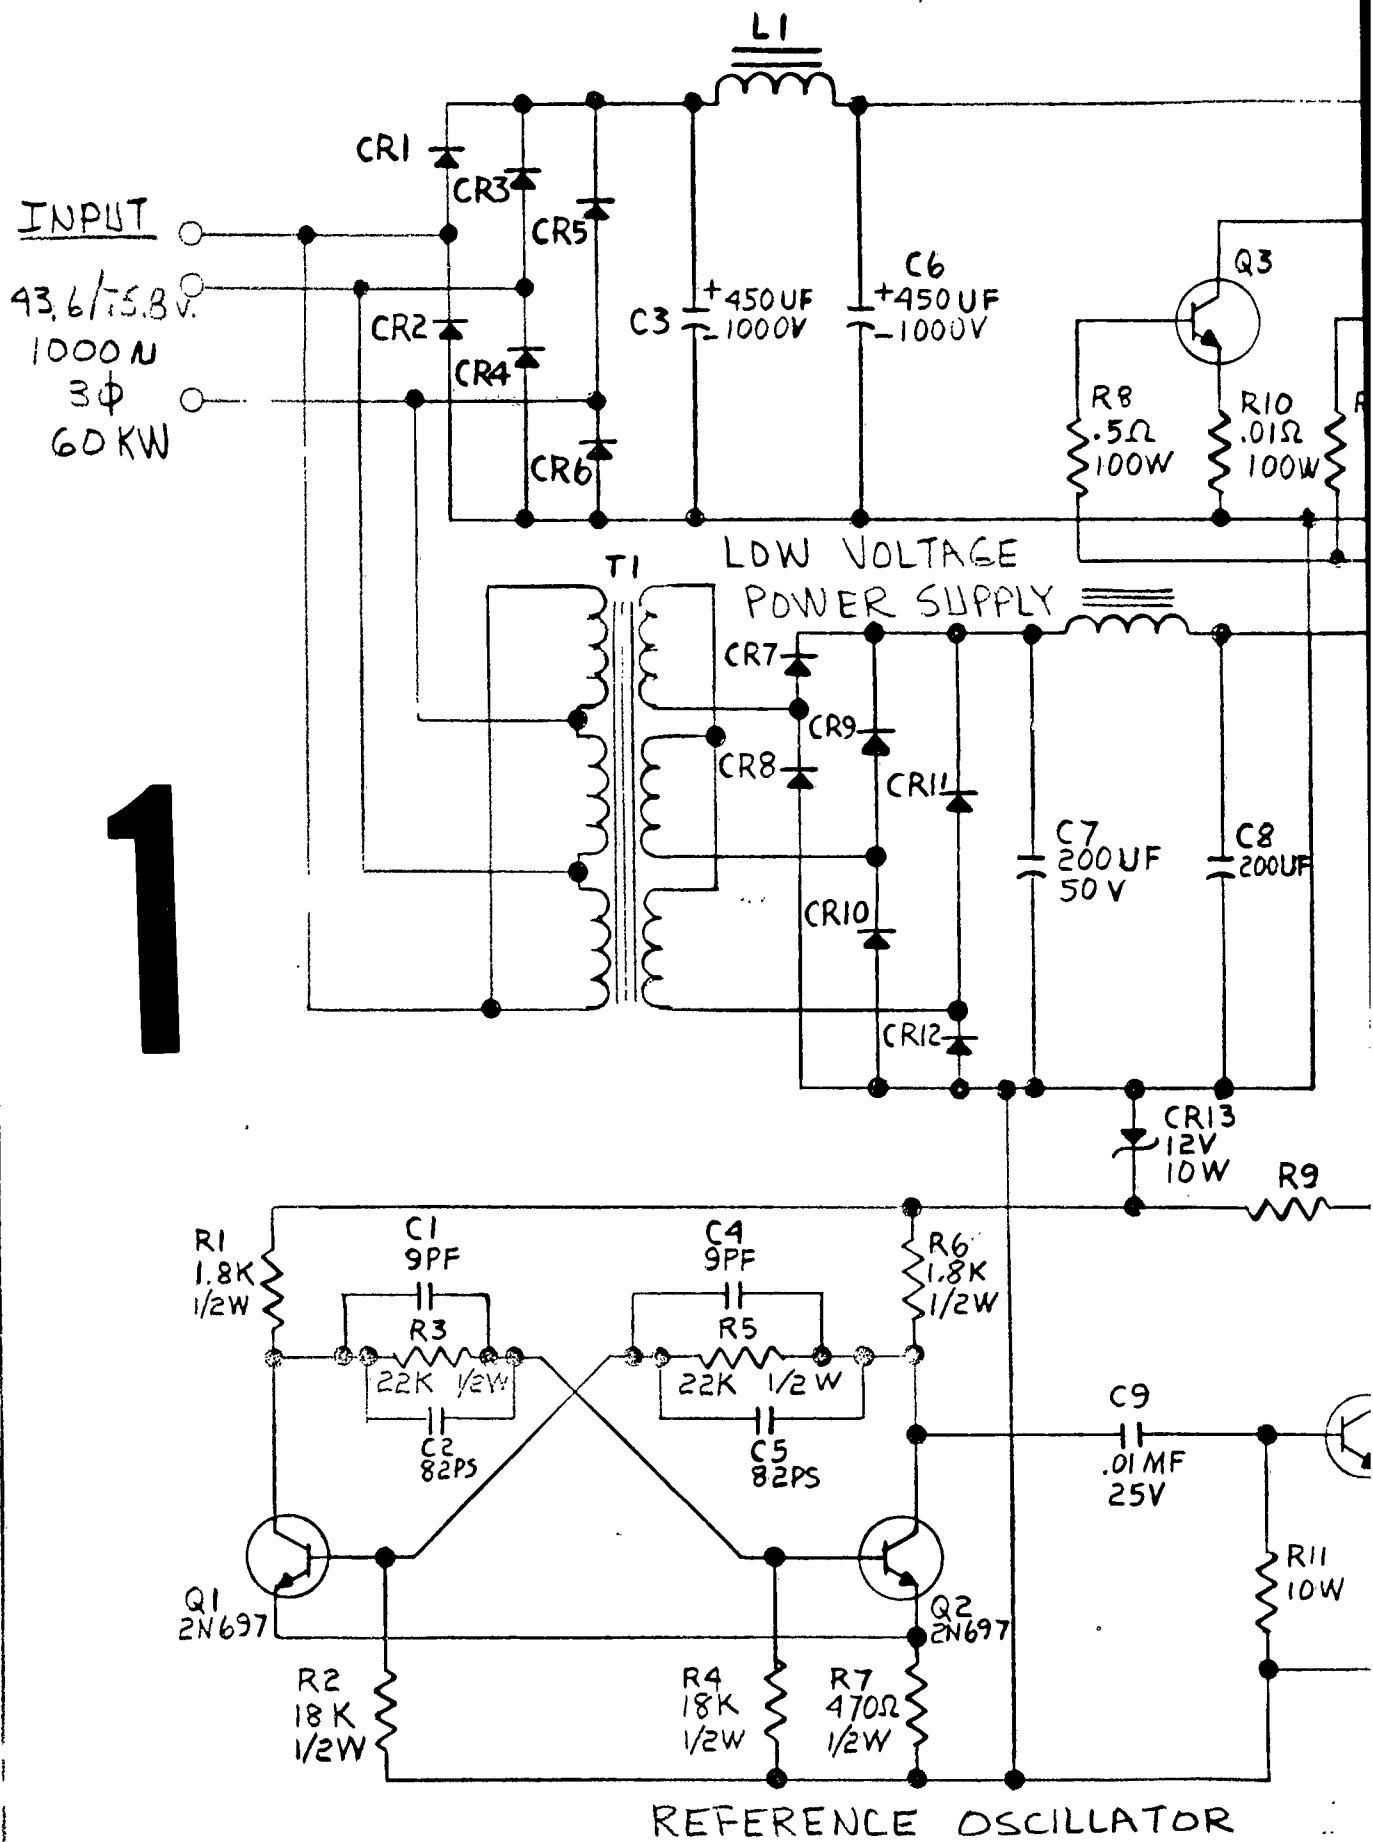 L1
CR1
CR3
CR5
INPUT
43.6/75.8V.
1000 N
3φ
60 KW
CR2
CR4
CR6
C3
+450UF
-1000V
C6
+450UF
-1000V
Q3
R8
.5Ω
100W
R10
.01Ω
100W
R
T1
LOW VOLTAGE
POWER SUPPLY
CR7
CR9
CR8
CR11
CR10
CR12
C7
200UF
50V
C8
200UF
1
CR13
12V
10W
R9
R1
1.8K
1/2W
C1
9PF
R3
22K 1/2W
C2
82PS
C4
9PF
R5
22K 1/2W
C5
82PS
R6
1.8K
1/2W
C9
.01MF
25V
Q1
2N697
Q2
2N697
R11
10W
R2
18K
1/2W
R4
18K
1/2W
R7
470Ω
1/2W
REFERENCE OSCILLATOR